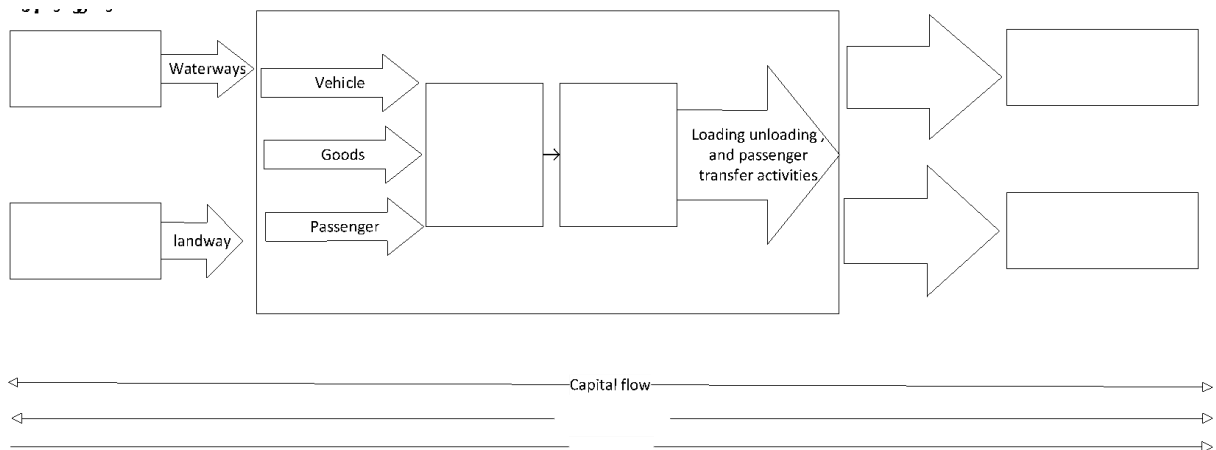 Waterways
Vehicle
Goods
Passenger
landway
Loading unloading ,
and passenger
transfer activities
Capital flow